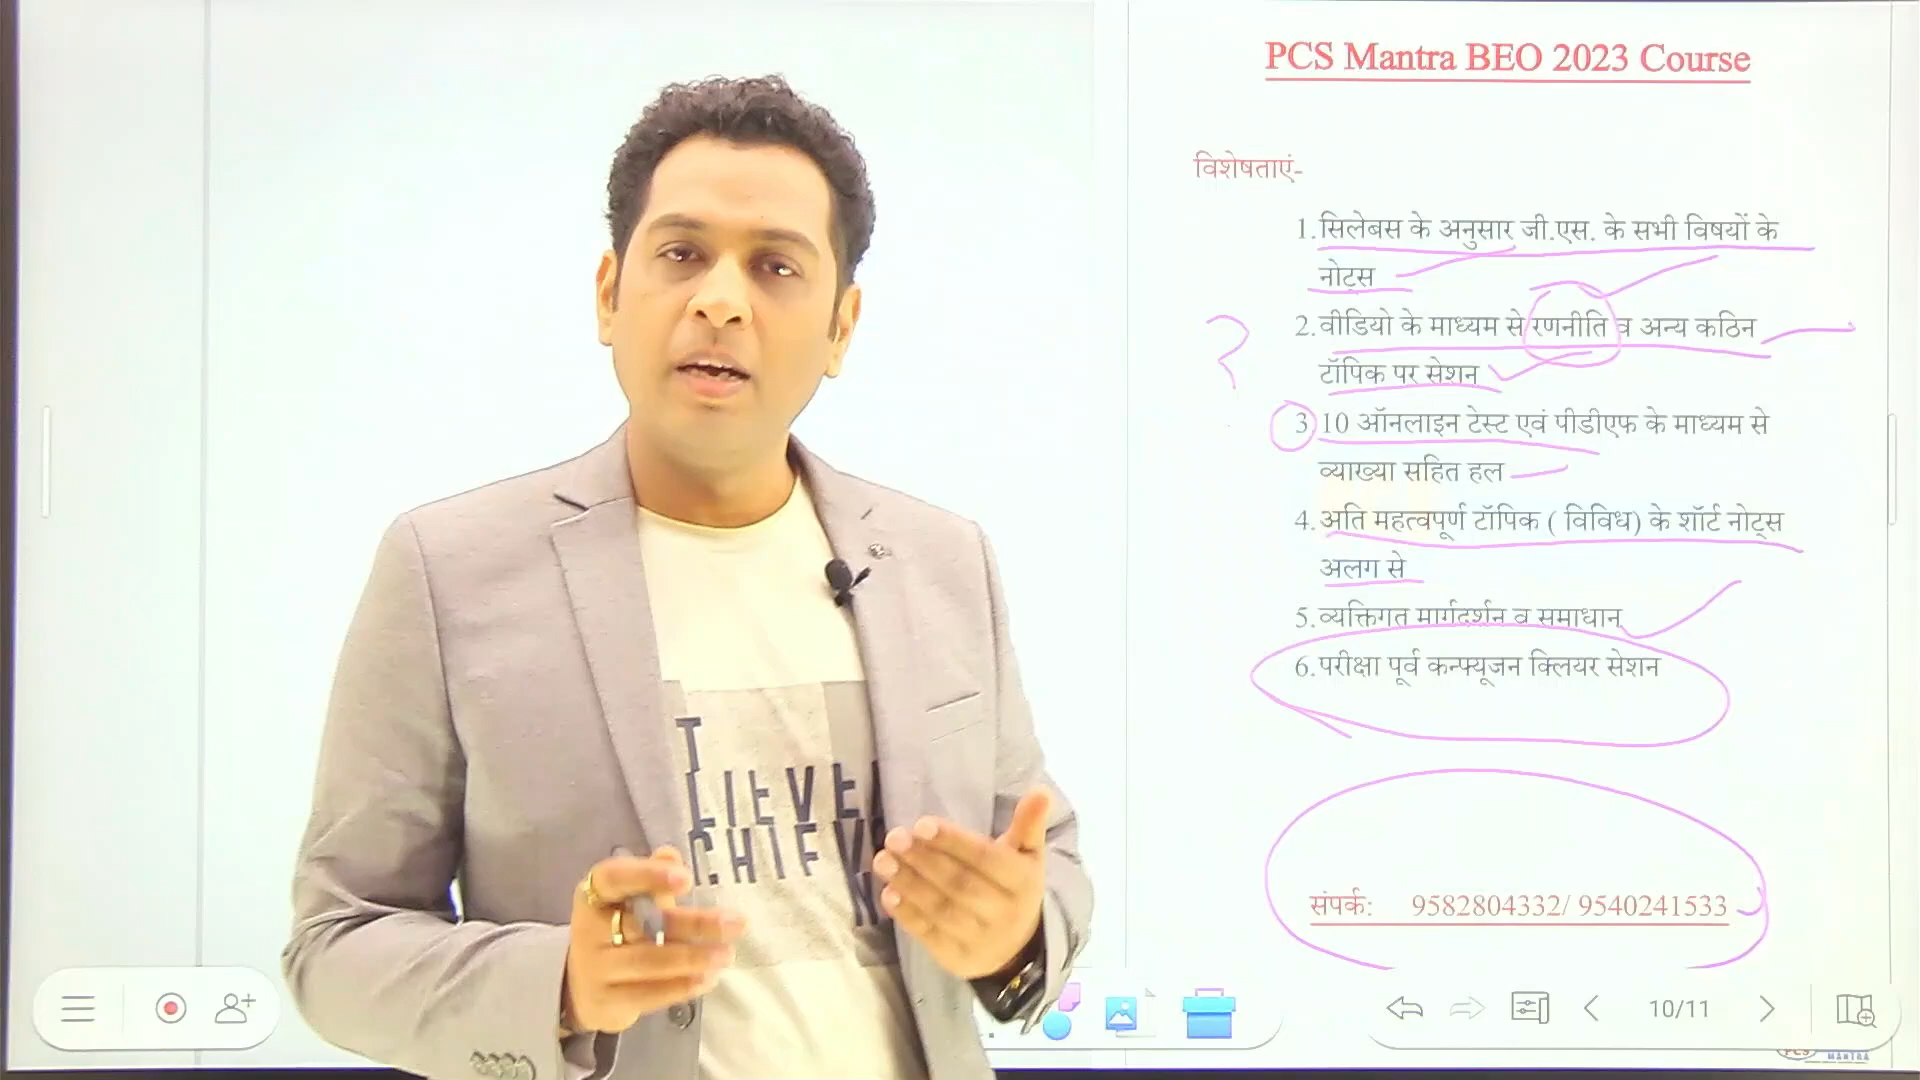 PCS Mantra BEO 2023 Course
विशेषताएं-
1. सिलेबस के अनुसार जी.एस. के सभी विषयों के
नोट्स
2. वीडियो के माध्यम से रणनीति व अन्य कठिन
टॉपिक पर सेशन
3 10 ऑनलाइन टेस्ट एवं पीडीएफ के माध्यम से
व्याख्या सहित हल
4. अति महत्वपूर्ण टॉपिक ( विविध) के शॉर्ट नोट्स
अलग से
5. व्यक्तिगत मार्गदर्शन व समाधान
6. परीक्षा पूर्व कन्फ्यूजन क्लियर सेशन
संपर्क: 9582804332/ 9540241533
10/11
PCS MANTRA